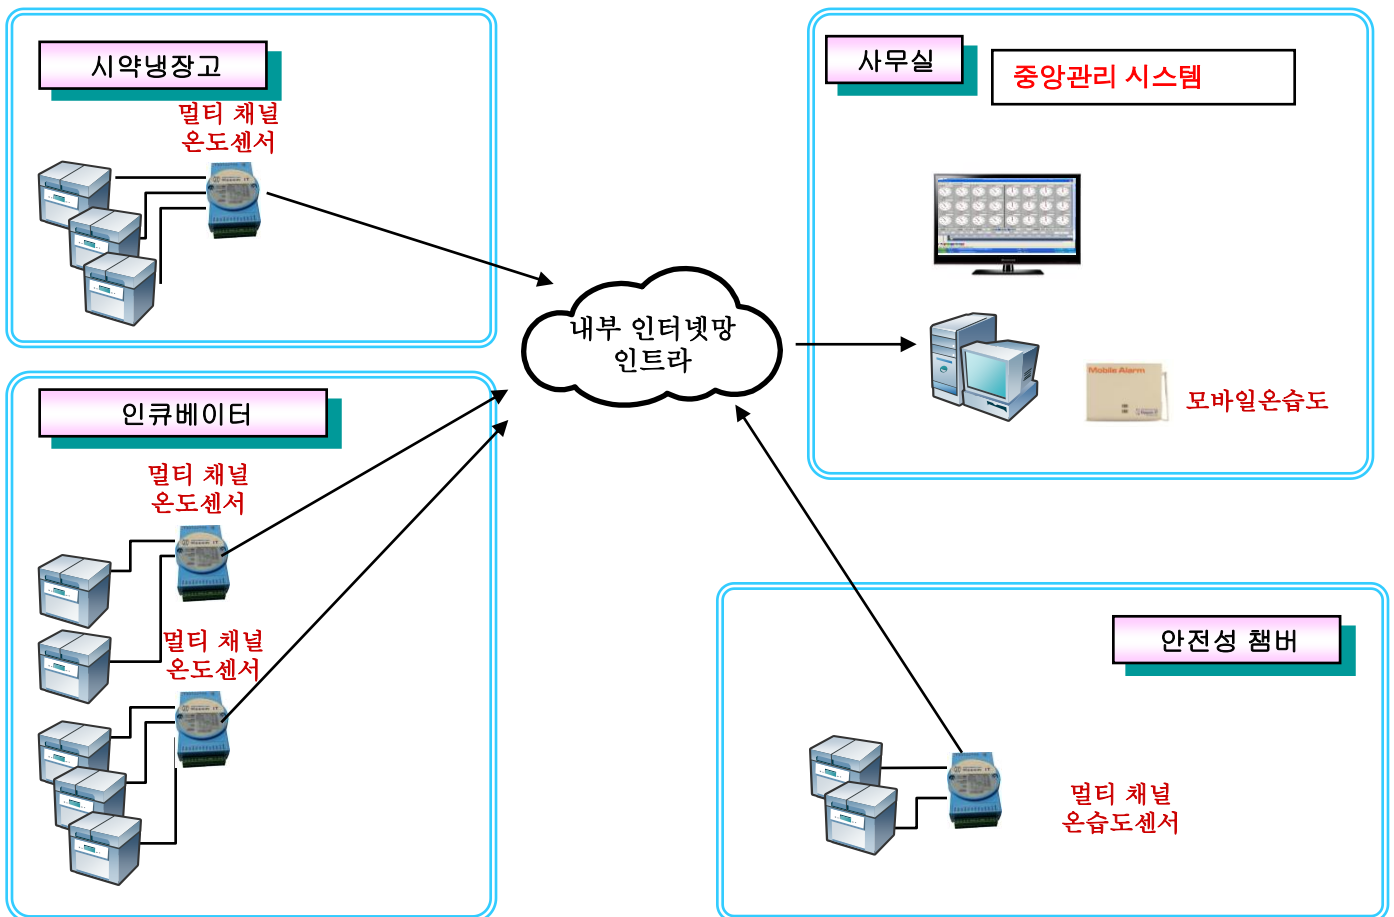 시약냉장고
멀티 채널
온도센서
사무실
중앙관리 시스템
내부 인터넷망
인트라
Mobile Alarm
모바일온습도
인큐베이터
멀티 채널
온도센서
멀티 채널
온도센서
안전성 챔버
멀티 채널
온습도센서